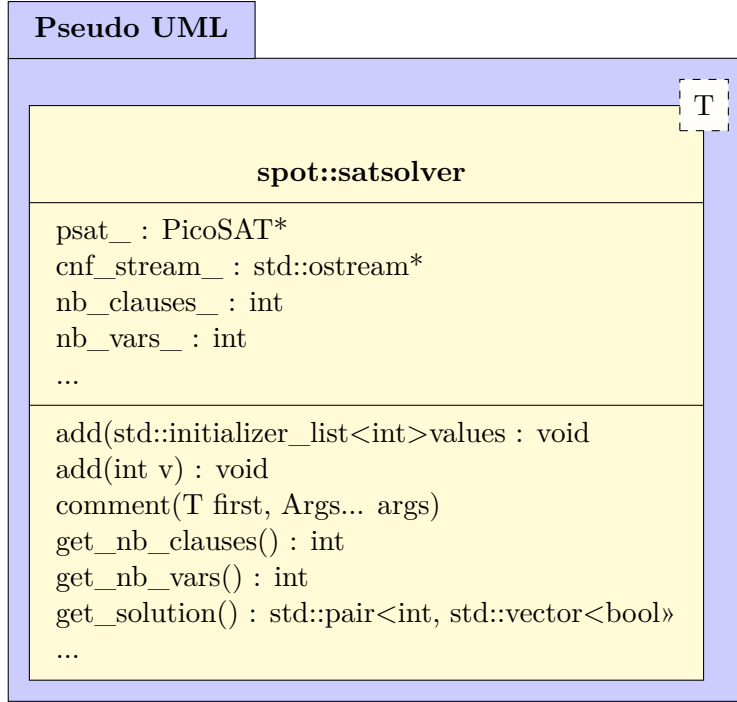 Pseudo UML
T
spot::satsolver
psat_ : PicoSAT*
cnf_stream_ : std::ostream*
nb_clauses_ : int
nb_vars_ : int
...
add(std::initializer_list<int>values : void
add(int v) : void
comment(T first, Args... args)
get_nb_clauses() : int
get_nb_vars() : int
get_solution() : std::pair<int, std::vector<bool»
...